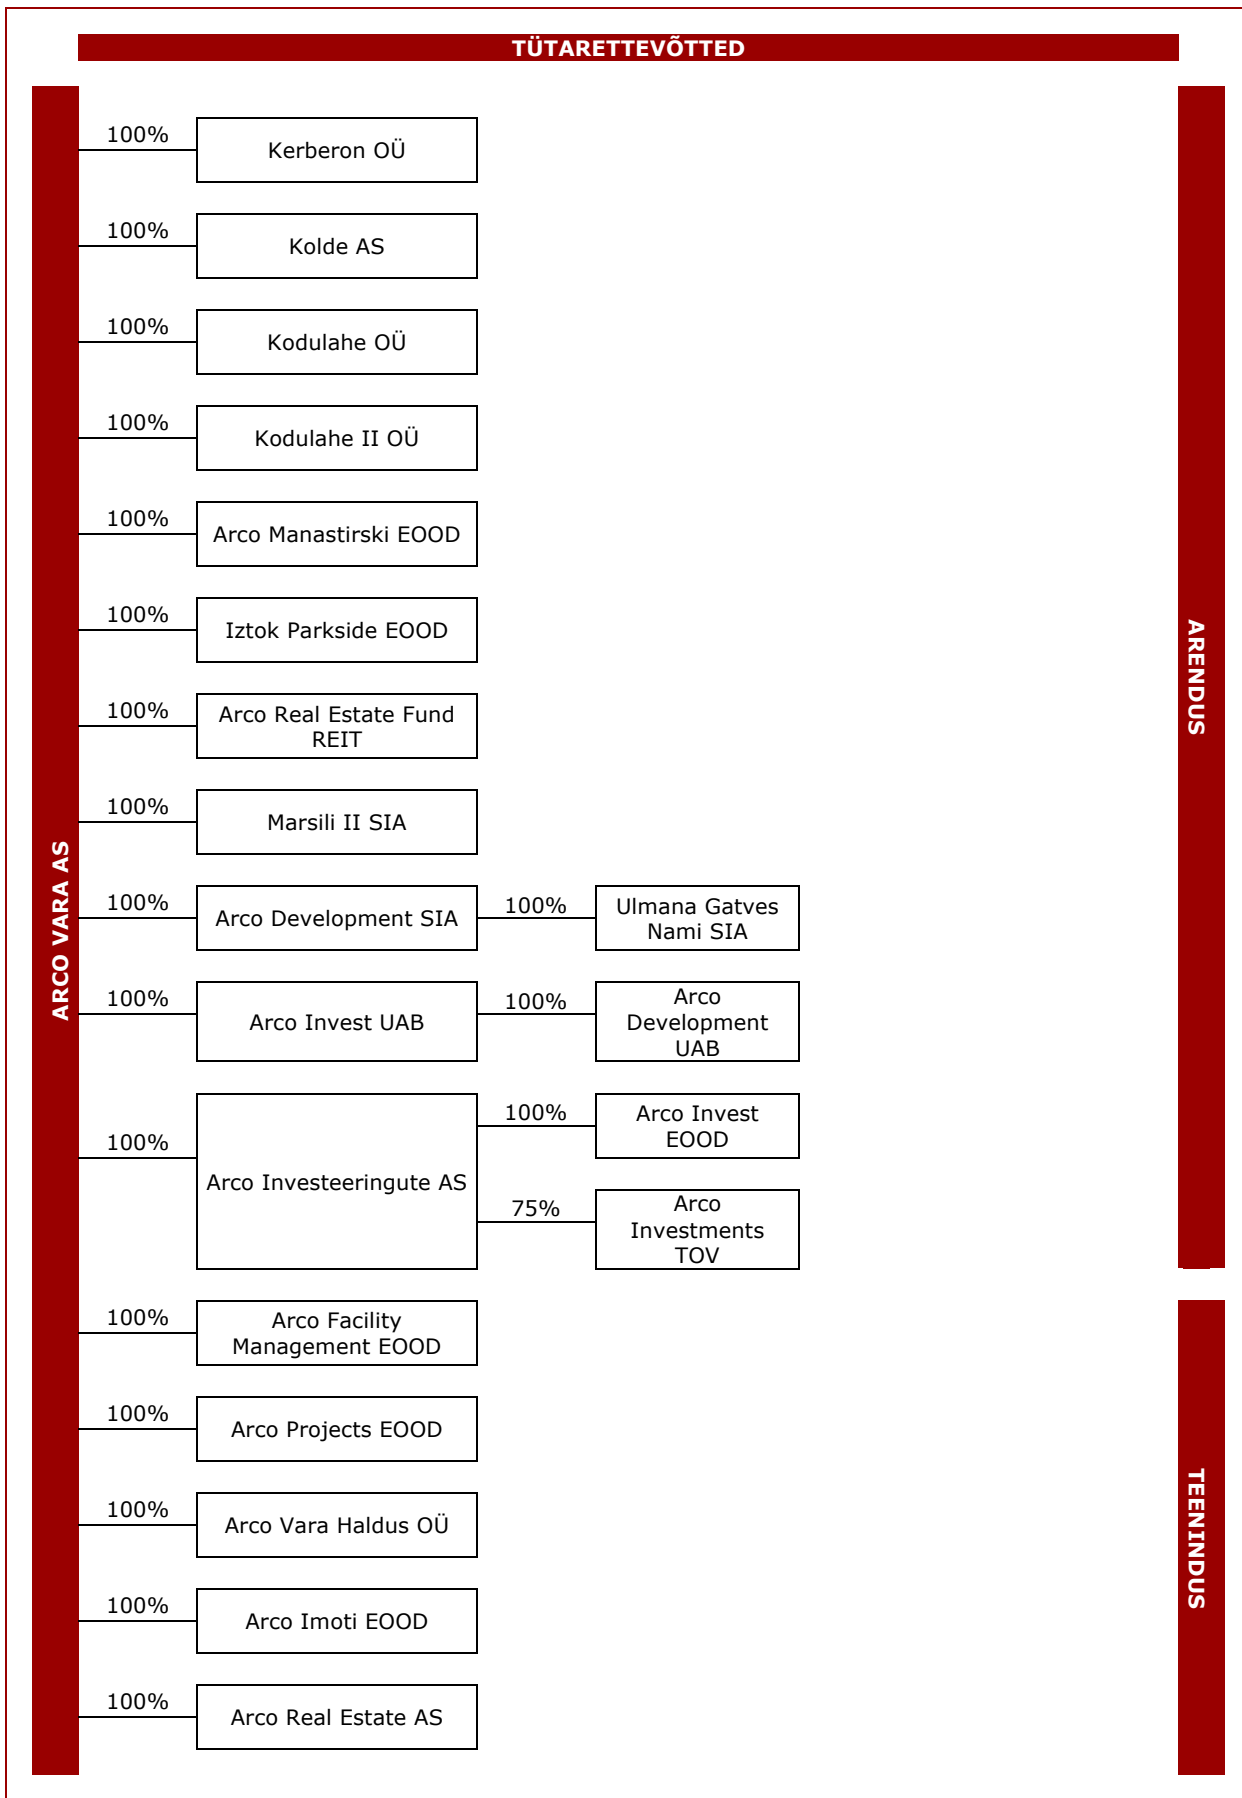 TÜTARETTEVÕTTED
ARCO VARA AS
ARENDUS
100%
Kerberon OÜ
100%
Kolde AS
100%
Kodulahe OÜ
100%
Kodulahe II OÜ
100%
Arco Manastirski EOOD
100%
Iztok Parkside EOOD
100%
Arco Real Estate Fund
REIT
100%
Marsili II SIA
100%
Arco Development SIA
100%
Ulmana Gatves
Nami SIA
100%
Arco Invest UAB
100%
Arco
Development
UAB
100%
Arco Investeeringute AS
100%
Arco Invest
EOOD
75%
Arco
Investments
TOV
TEENINDUS
100%
Arco Facility
Management EOOD
100%
Arco Projects EOOD
100%
Arco Vara Haldus OÜ
100%
Arco Imoti EOOD
100%
Arco Real Estate AS